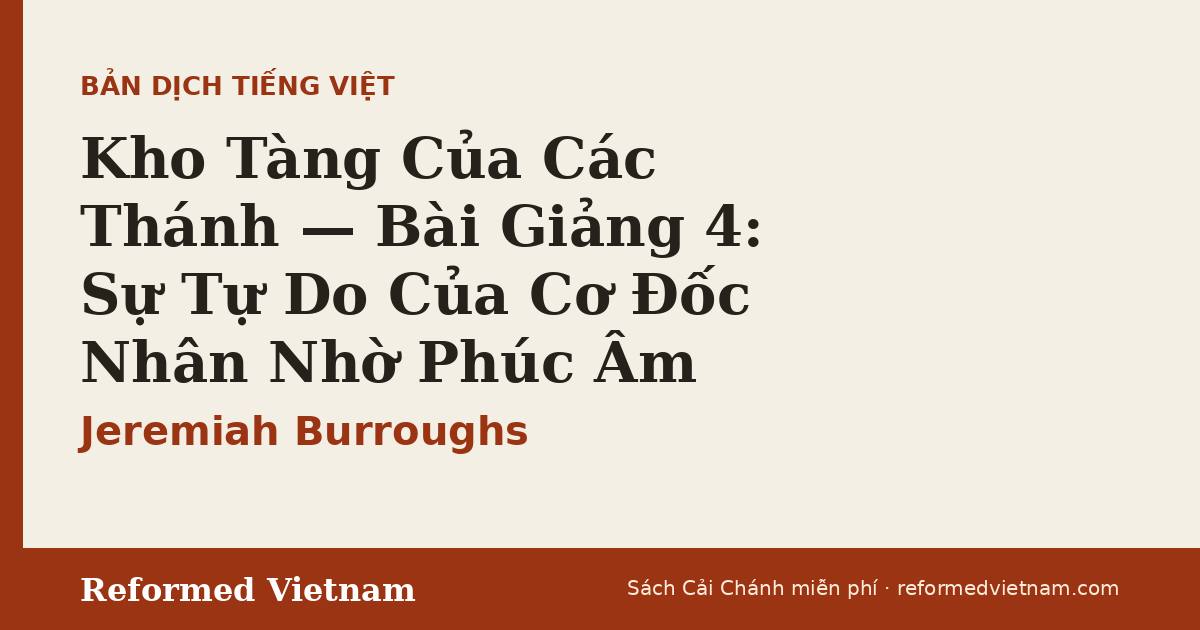 BẢN DỊCH TIẾNG VIỆT
Kho Tàng Của Các
Thánh — Bài Giảng 4:
Sự Tự Do Của Cơ Đốc
Nhân Nhờ Phúc Âm
Jeremiah Burroughs
Reformed Vietnam
Sách Cải Chánh miễn phí · reformedvietnam.com